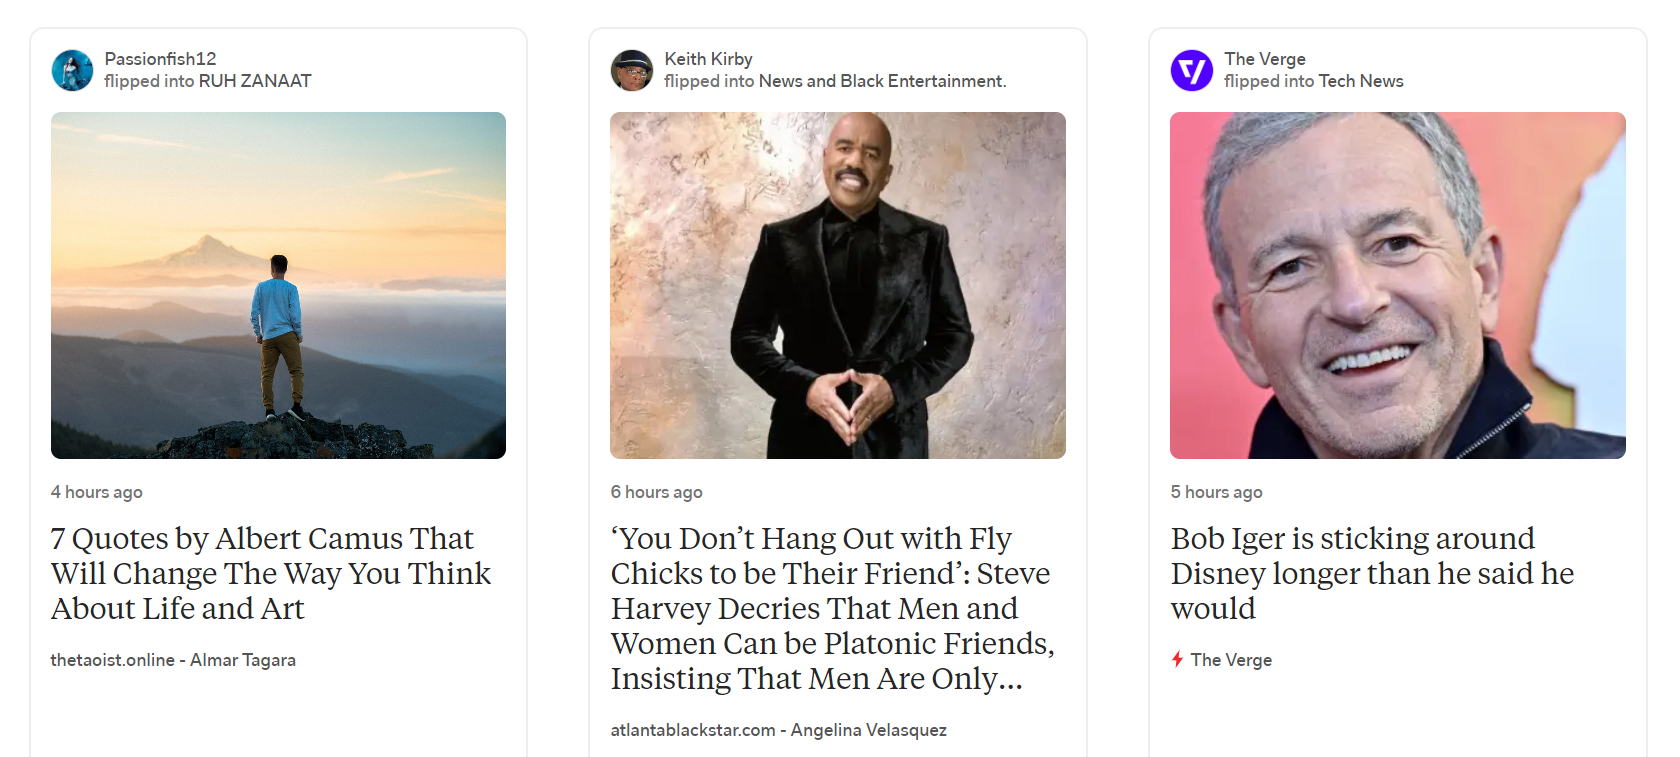 Passionfish12
flipped into RUH ZANAAT
4 hours ago
7 Quotes by Albert Camus That
Will Change The Way You Think
About Life and Art
thetaoist.online - Almar Tagara
Keith Kirby
flipped into News and Black Entertainment.
6 hours ago
‘You Don’t Hang Out with Fly
Chicks to be Their Friend’: Steve
Harvey Decries That Men and
Women Can be Platonic Friends,
Insisting That Men Are Only...
atlantablackstar.com - Angelina Velasquez
The Verge
flipped into Tech News
5 hours ago
Bob Iger is sticking around
Disney longer than he said he
would
The Verge